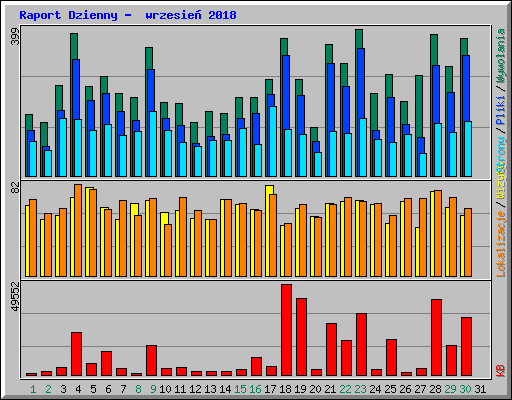 Raport Dzienny - wrzesień 2018
399
82
49552
Wywołania / Pliki / Strony
Lokalizacje / Wizyt
KB
1 2 3 4 5 6 7 8 9 10 11 12 13 14 15 16 17 18 19 20 21 22 23 24 25 26 27 28 29 30 31